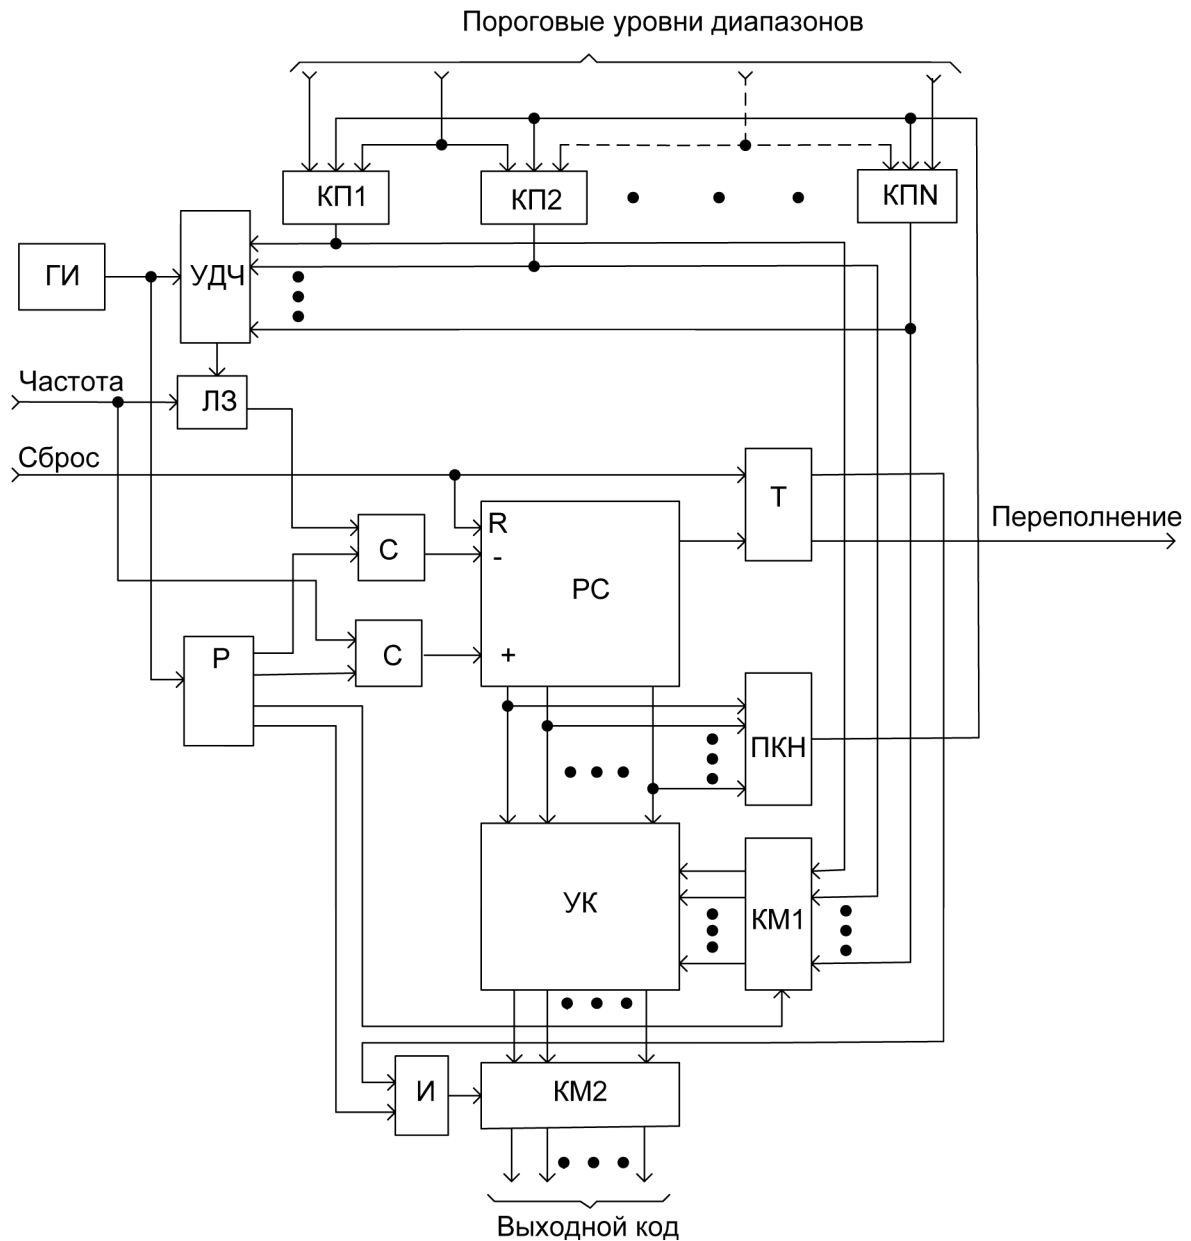 Пороговые уровни диапазонов
КП1
КП2
КПN
ГИ
УДЧ
Частота
ЛЗ
Сброс
Т
R
-
С
РС
Переполнение
Р
С
+
ПКН
УК
КМ1
И
КМ2
Выходной код